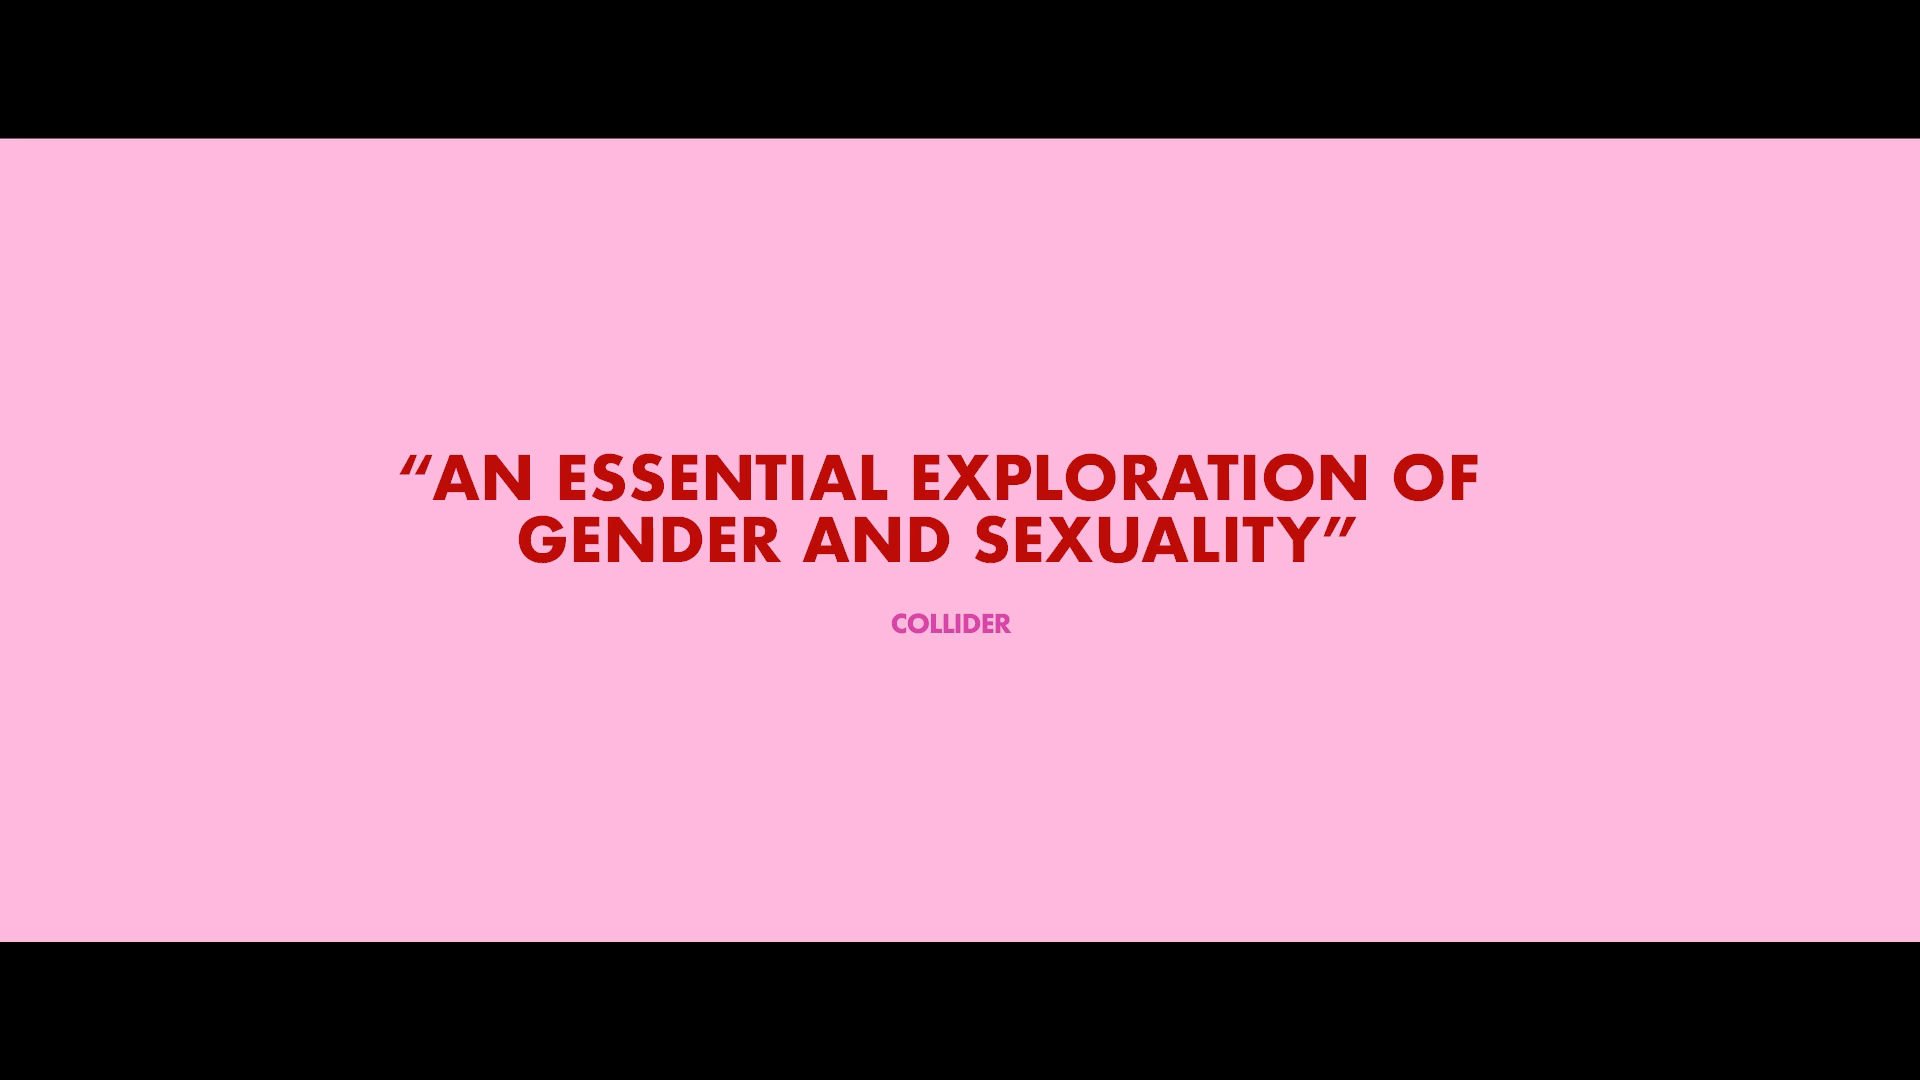 “AN ESSENTIAL EXPLORATION OF
GENDER AND SEXUALITY”
COLLIDER